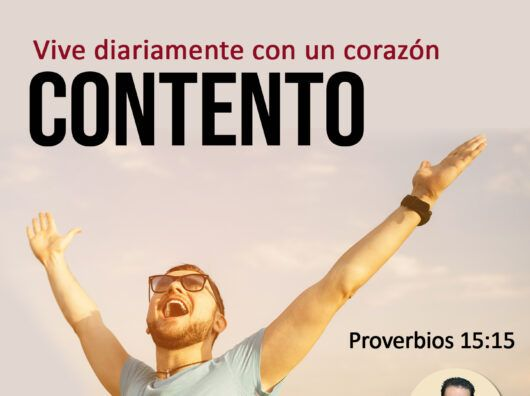 Vive diariamente con un corazón
CONTENTO
Proverbios 15:15